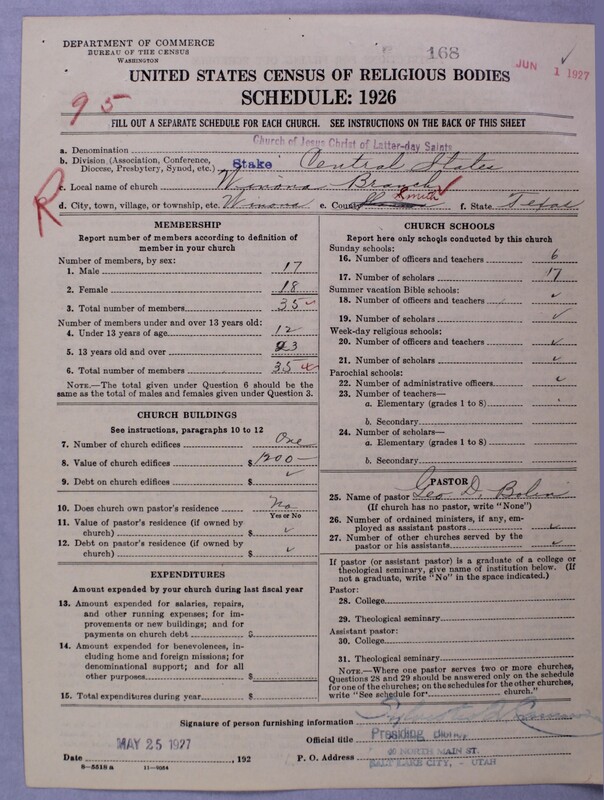 DEPARTMENT OF COMMERCE
BUREAU OF THE CENSUS
WASHINGTON
168
JUN 1 1927
UNITED STATES CENSUS OF RELIGIOUS BODIES
SCHEDULE: 1926
95
FILL OUT A SEPARATE SCHEDULE FOR EACH CHURCH. SEE INSTRUCTIONS ON THE BACK OF THIS SHEET
a. Denomination Church of Jesus Christ of Latter-day Saints
b. Division (Association, Conference, Diocese, Presbytery, Synod, etc.) Stake Central States
R
c. Local name of church Winona Branch
d. City, town, village, or township, etc. Winona e. County Smith f. State Texas
MEMBERSHIP
Report number of members according to definition of member in your church
Number of members, by sex:
1. Male 17
2. Female 18
3. Total number of members 35
Number of members under and over 13 years old:
4. Under 13 years of age 12
5. 13 years old and over 23
6. Total number of members 35
NOTE.—The total given under Question 6 should be the same as the total of males and females given under Question 3.
CHURCH BUILDINGS
See instructions, paragraphs 10 to 12
7. Number of church edifices One
8. Value of church edifices $ 1200—
9. Debt on church edifices $ ✓
10. Does church own pastor's residence? No
Yes or No
11. Value of pastor's residence (if owned by church) $ ✓
12. Debt on pastor's residence (if owned by church) $ ✓
EXPENDITURES
Amount expended by your church during last fiscal year
13. Amount expended for salaries, repairs, and other running expenses; for improvements or new buildings; and for payments on church debt $
14. Amount expended for benevolences, including home and foreign missions; for denominational support; and for all other purposes $
15. Total expenditures during year $
CHURCH SCHOOLS
Report here only schools conducted by this church
Sunday schools:
16. Number of officers and teachers 6
17. Number of scholars 17
Summer vacation Bible schools:
18. Number of officers and teachers ✓
19. Number of scholars ✓
Week-day religious schools:
20. Number of officers and teachers ✓
21. Number of scholars ✓
Parochial schools:
22. Number of administrative officers ✓
23. Number of teachers—
a. Elementary (grades 1 to 8)
b. Secondary
24. Number of scholars—
a. Elementary (grades 1 to 8)
b. Secondary
PASTOR
25. Name of pastor Geo D. Bolin
(If church has no pastor, write "None")
26. Number of ordained ministers, if any, employed as assistant pastors ✓
27. Number of other churches served by the pastor or his assistants ✓
If pastor (or assistant pastor) is a graduate of a college or theological seminary, give name of institution below. (If not a graduate, write "No" in the space indicated.)
Pastor:
28. College
29. Theological seminary
Assistant pastor:
30. College
31. Theological seminary
NOTE.—Where one pastor serves two or more churches, Questions 28 and 29 should be answered only on the schedule for one of the churches; on the schedules for the other churches, write "See schedule for church."
Signature of person furnishing information
Official title Presiding Bishop
Date MAY 25 1927, 192
P. O. Address 40 NORTH MAIN ST.
SALT LAKE CITY, - UTAH
8—5518a 11—9064